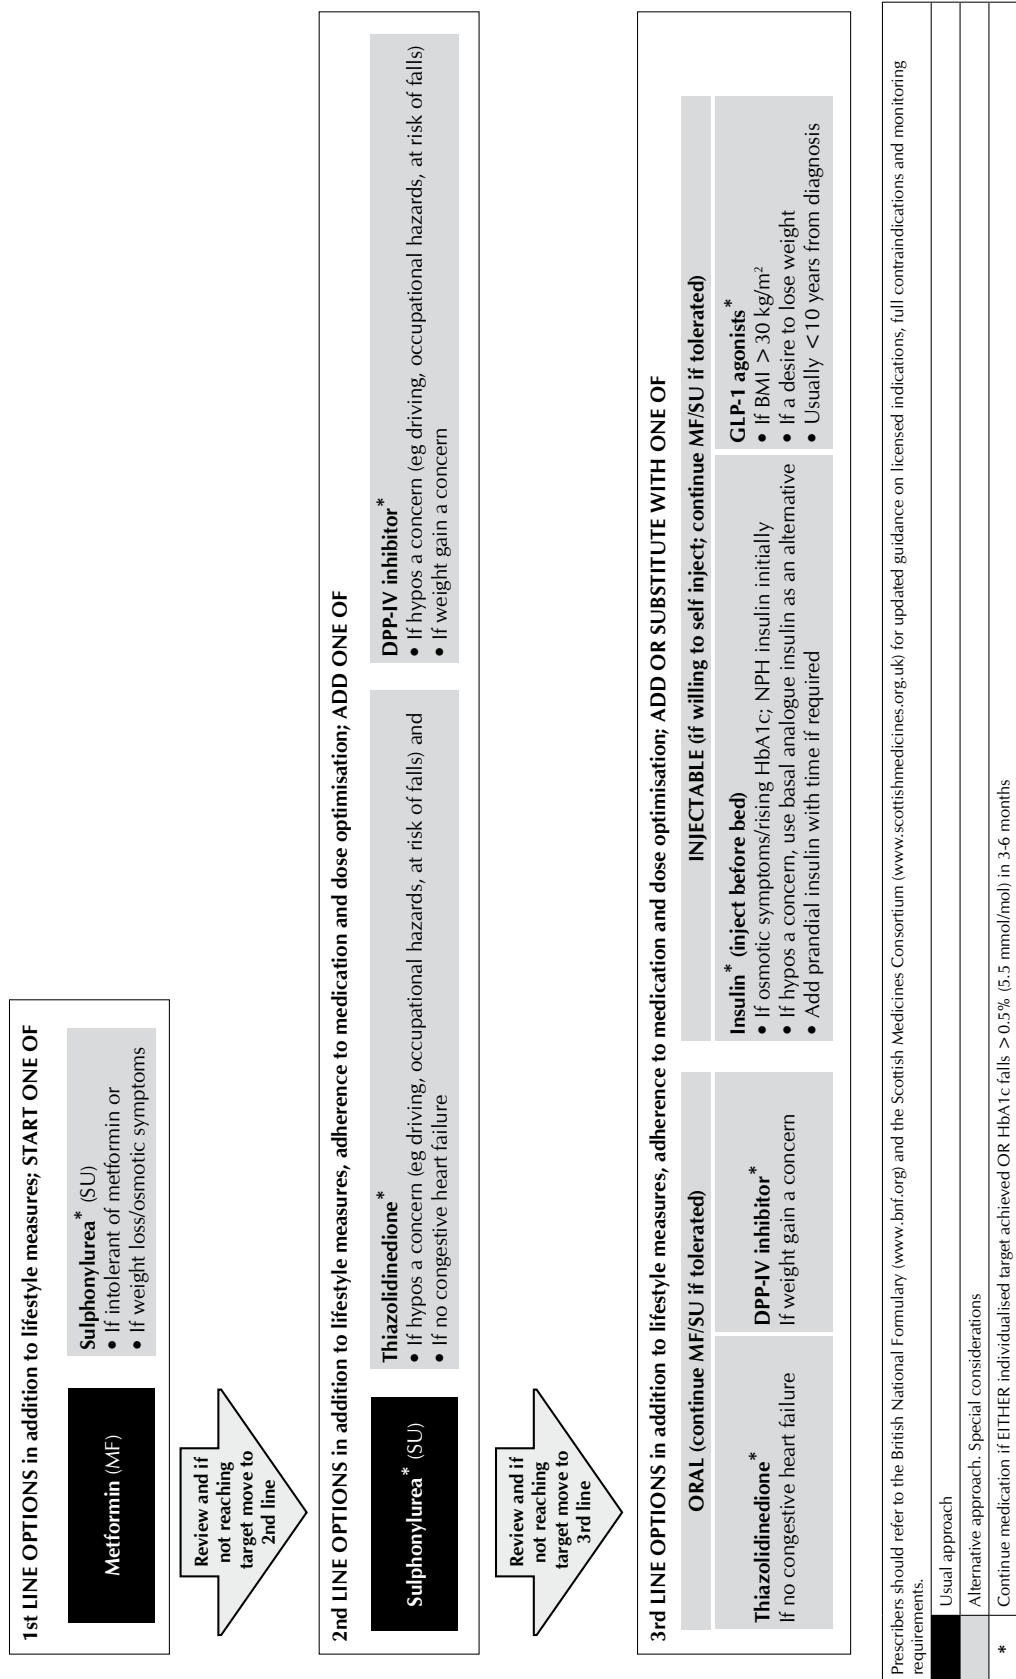 1st LINE OPTIONS in addition to lifestyle measures; START ONE OF
Metformin (MF)
Sulphonylurea* (SU)
• If intolerant of metformin or
• If weight loss/osmotic symptoms
Review and if
not reaching
target move to
2nd line
2nd LINE OPTIONS in addition to lifestyle measures, adherence to medication and dose optimisation; ADD ONE OF
Sulphonylurea* (SU)
Thiazolidinedione*
• If hypos a concern (eg driving, occupational hazards, at risk of falls) and
• If no congestive heart failure
DPP-IV inhibitor*
• If hypos a concern (eg driving, occupational hazards, at risk of falls)
• If weight gain a concern
Review and if
not reaching
target move to
3rd line
3rd LINE OPTIONS in addition to lifestyle measures, adherence to medication and dose optimisation; ADD OR SUBSTITUTE WITH ONE OF
ORAL (continue MF/SU if tolerated)
Thiazolidinedione*
If no congestive heart failure
DPP-IV inhibitor*
If weight gain a concern
INJECTABLE (if willing to self inject; continue MF/SU if tolerated)
Insulin* (inject before bed)
• If osmotic symptoms/rising HbA1c; NPH insulin initially
• If hypos a concern, use basal analogue insulin as an alternative
• Add prandial insulin with time if required
GLP-1 agonists*
• If BMI > 30 kg/m²
• If a desire to lose weight
• Usually <10 years from diagnosis
Prescribers should refer to the British National Formulary (www.bnf.org) and the Scottish Medicines Consortium (www.scottishmedicines.org.uk) for updated guidance on licensed indications, full contraindications and monitoring
requirements.
Usual approach
Alternative approach. Special considerations
* Continue medication if EITHER individualised target achieved OR HbA1c falls >0.5% (5.5 mmol/mol) in 3-6 months